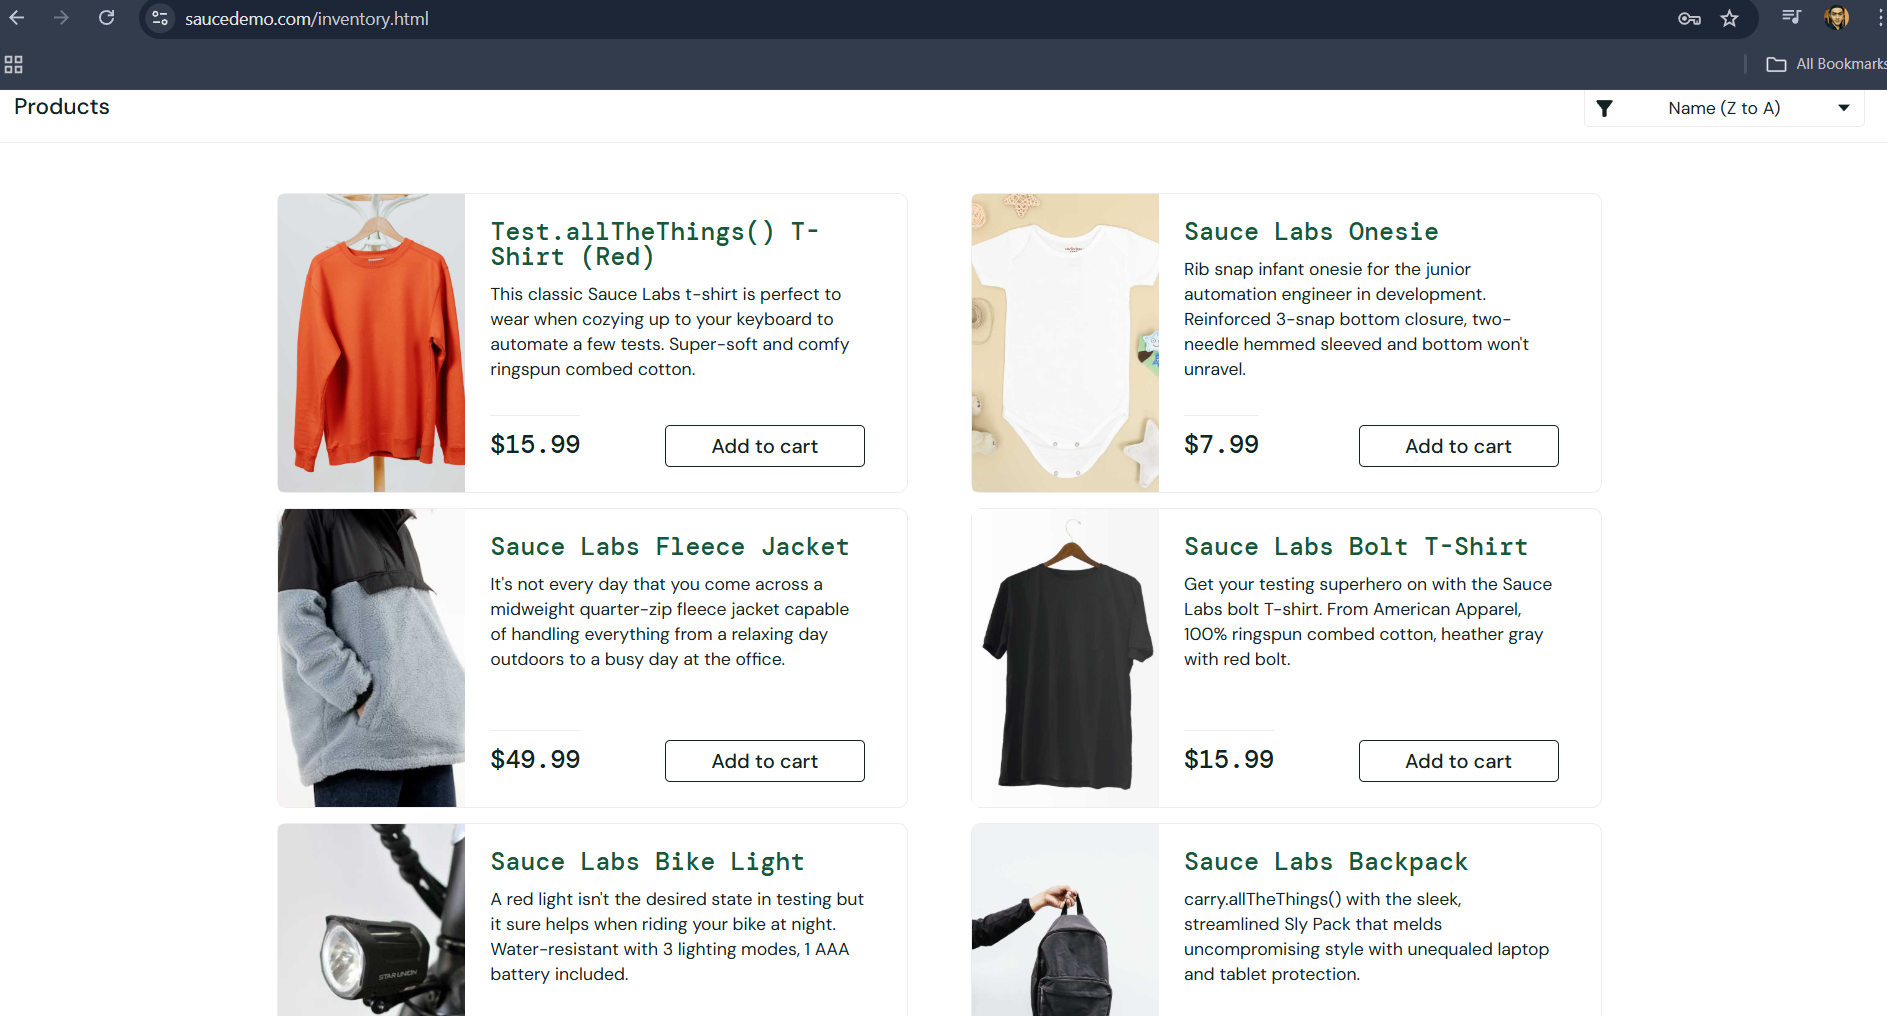 saucedemo.com/inventory.html
All Bookmarks
Products
Name (Z to A)
Test.allTheThings() T-
Shirt (Red)
This classic Sauce Labs t-shirt is perfect to
wear when cozying up to your keyboard to
automate a few tests. Super-soft and comfy
ringspun combed cotton.
$15.99
Add to cart
Sauce Labs Onesie
Rib snap infant onesie for the junior
automation engineer in development.
Reinforced 3-snap bottom closure, two-
needle hemmed sleeved and bottom won't
unravel.
$7.99
Add to cart
Sauce Labs Fleece Jacket
It's not every day that you come across a
midweight quarter-zip fleece jacket capable
of handling everything from a relaxing day
outdoors to a busy day at the office.
$49.99
Add to cart
Sauce Labs Bolt T-Shirt
Get your testing superhero on with the Sauce
Labs bolt T-shirt. From American Apparel,
100% ringspun combed cotton, heather gray
with red bolt.
$15.99
Add to cart
Sauce Labs Bike Light
A red light isn't the desired state in testing but
it sure helps when riding your bike at night.
Water-resistant with 3 lighting modes, 1 AAA
battery included.
STAR UNION
Sauce Labs Backpack
carry.allTheThings() with the sleek,
streamlined Sly Pack that melds
uncompromising style with unequaled laptop
and tablet protection.